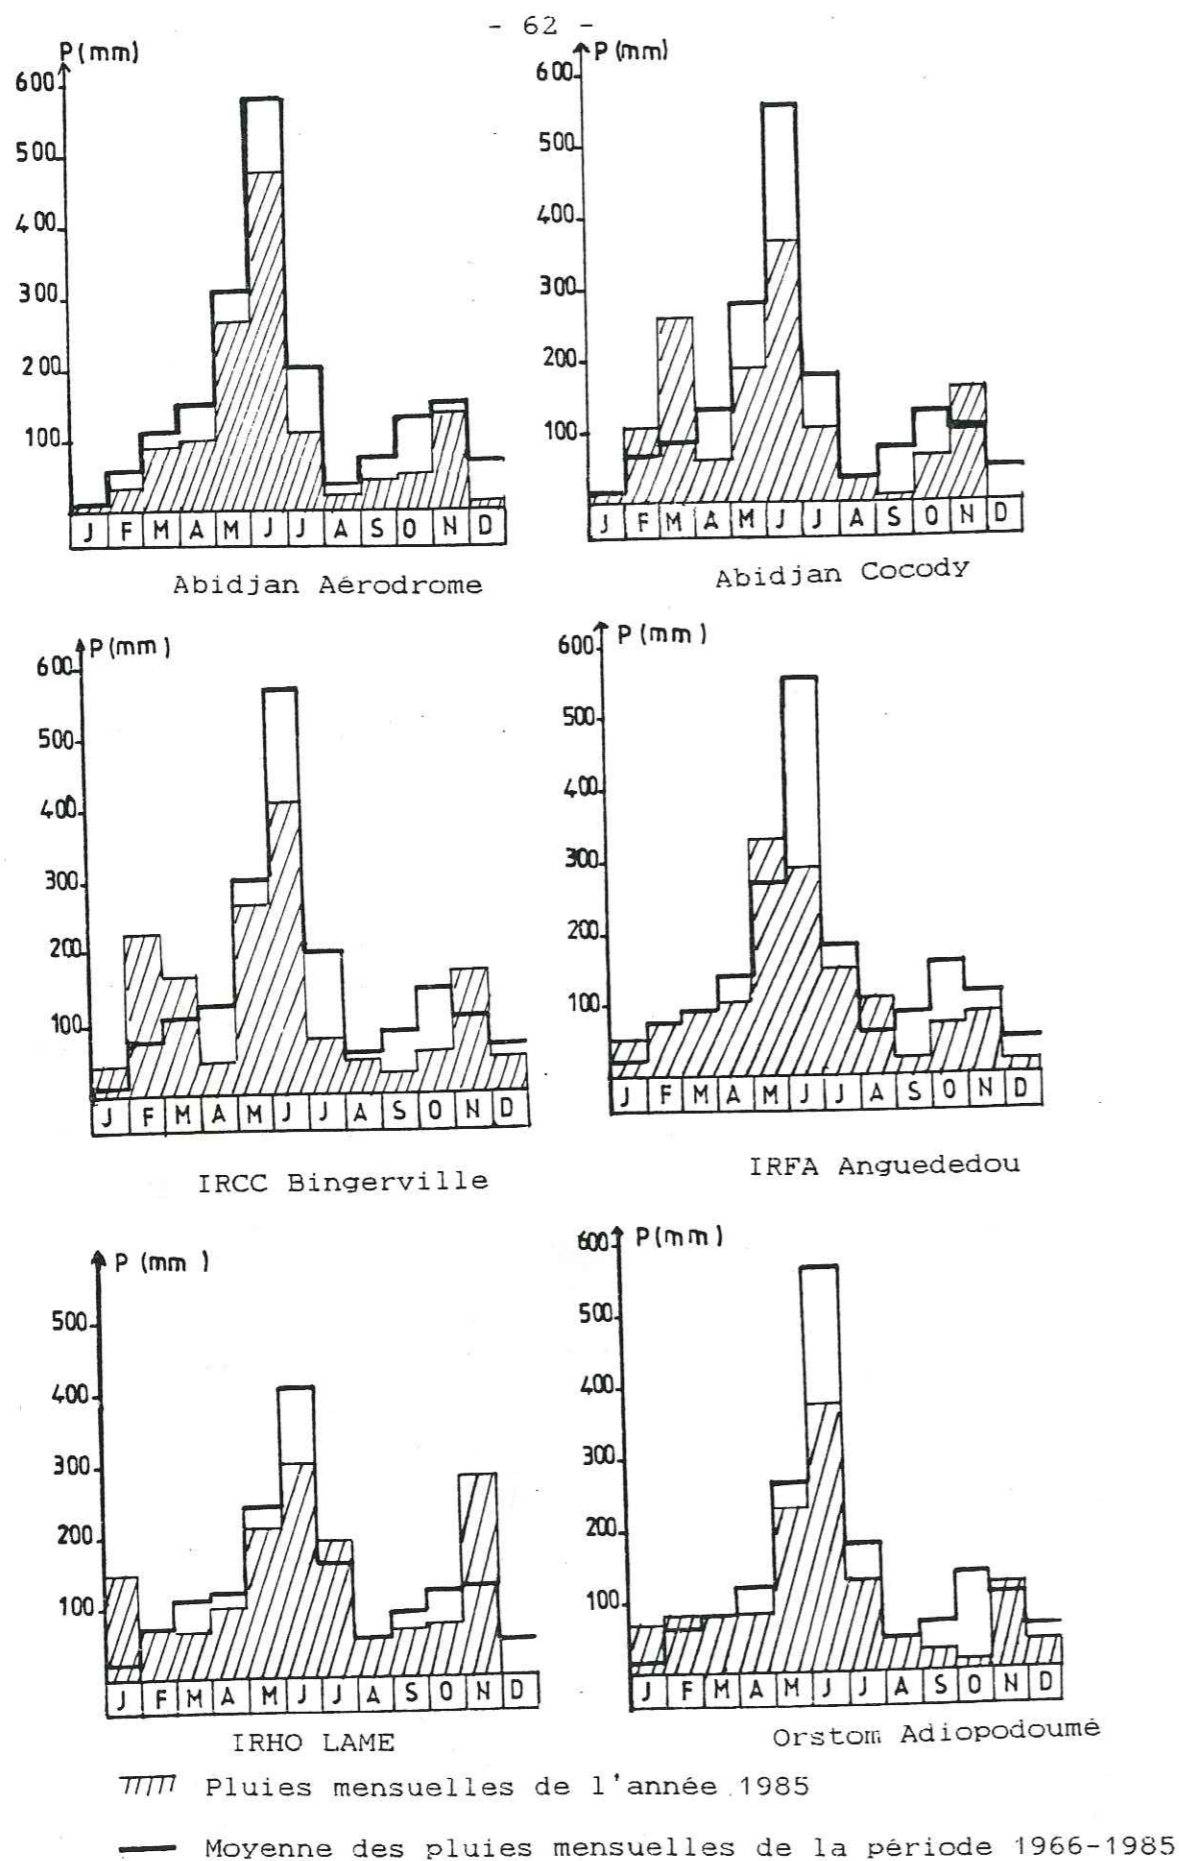 - 62 -
P(mm)
600
500
400
300
200
100
J F M A M J J A S O N D
Abidjan Aérodrome
P(mm)
600
500
400
300
200
100
J F M A M J J A S O N D
Abidjan Cocody
P(mm)
600
500
400
300
200
100
J F M A M J J A S O N D
IRCC Bingerville
P(mm)
600
500
400
300
200
100
J F M A M J J A S O N D
IRFA Anguededou
P (mm)
500
400
300
200
100
J F M A M J J A S O N D
IRHO LAME
P(mm)
600
500
400
300
200
100
J F M A M J J A S O N D
Orstom Adiopodoumé
Pluies mensuelles de l'année 1985
Moyenne des pluies mensuelles de la période 1966-1985